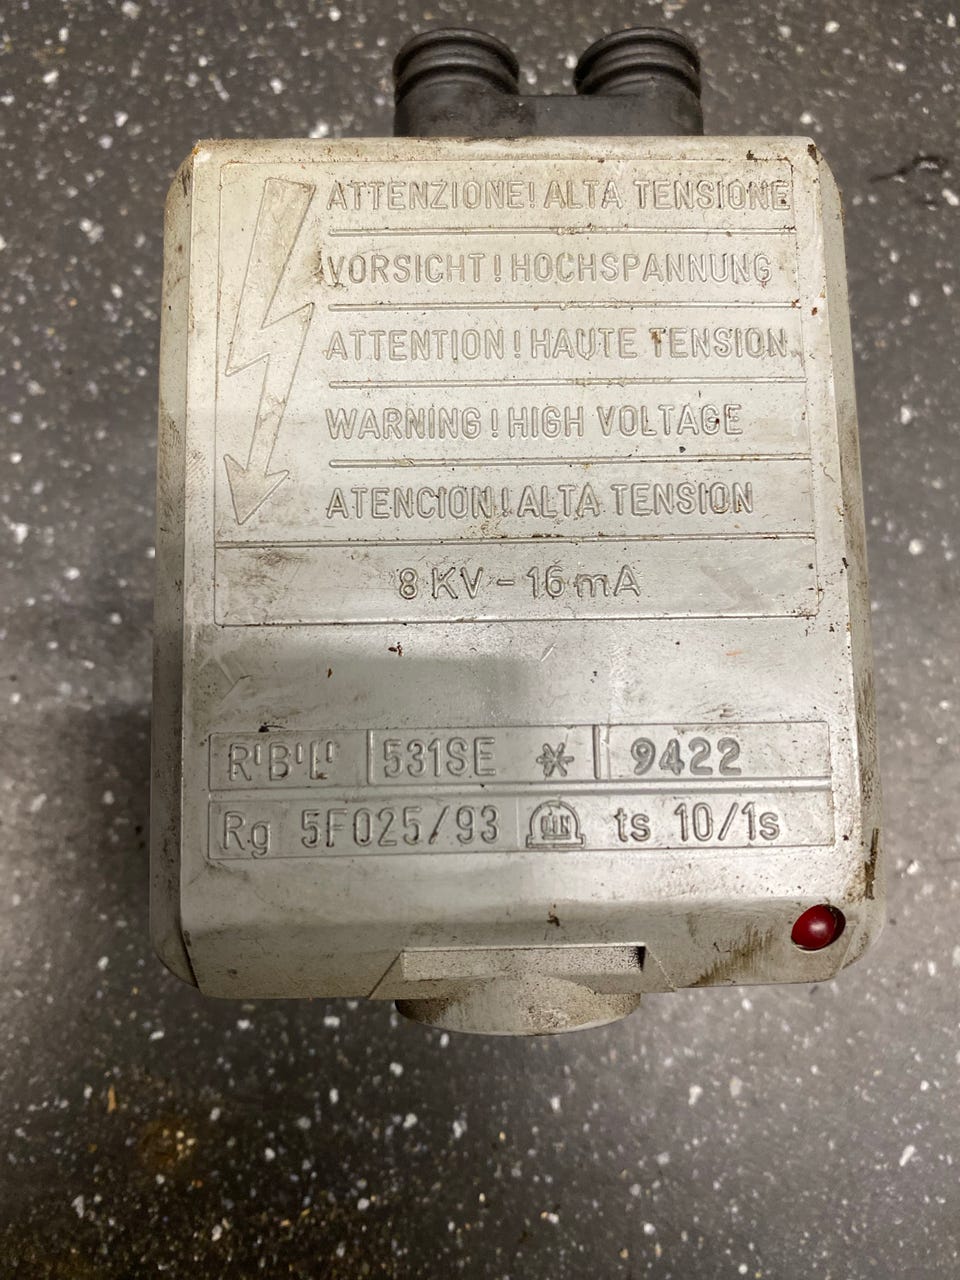 ATTENZIONE! ALTA TENSIONE
VORSICHT! HOCHSPANNUNG
ATTENTION! HAUTE TENSION
WARNING! HIGH VOLTAGE
ATENCION! ALTA TENSION
8 KV - 16 mA
R'B'L' 531SE * 9422
Rg 5F025/93 DIN ts 10/1s